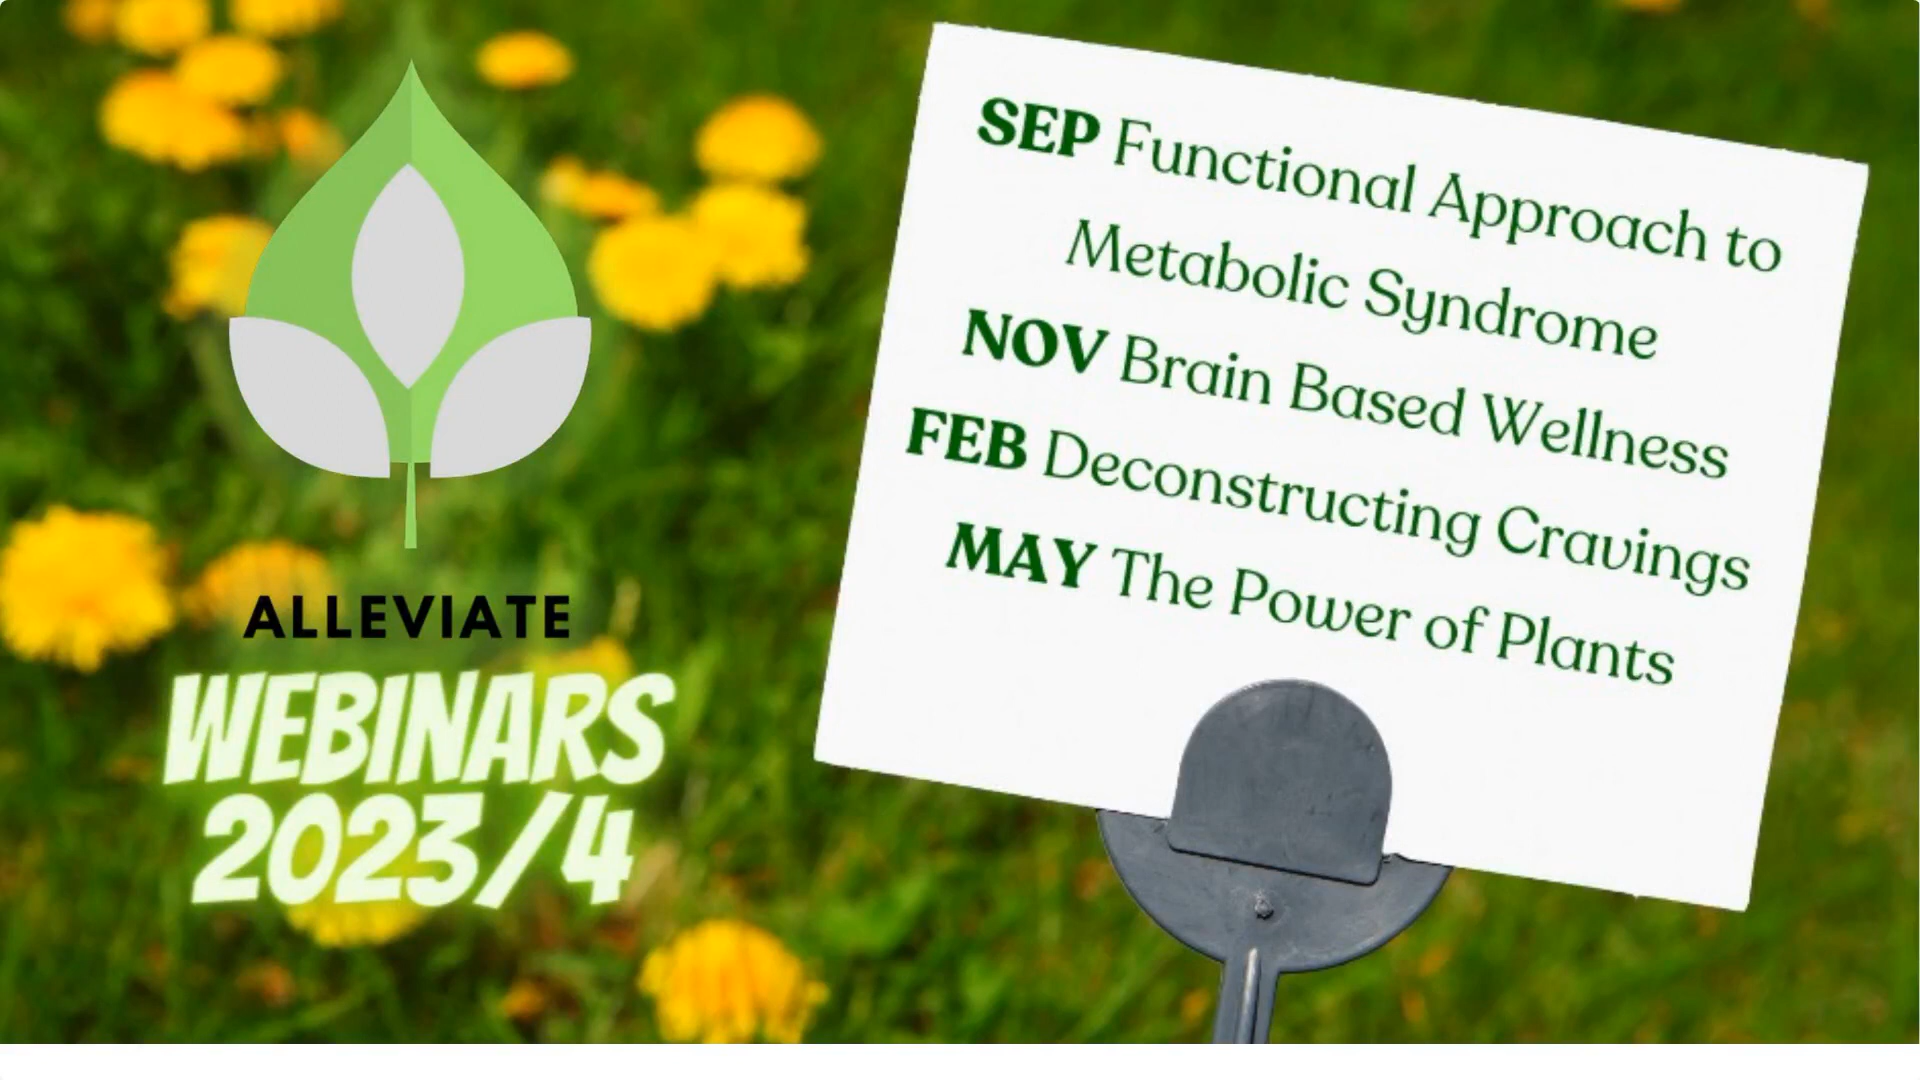 ALLEVIATE
WEBINARS
2023/4
SEP Functional Approach to
Metabolic Syndrome
NOV Brain Based Wellness
FEB Deconstructing Cravings
MAY The Power of Plants